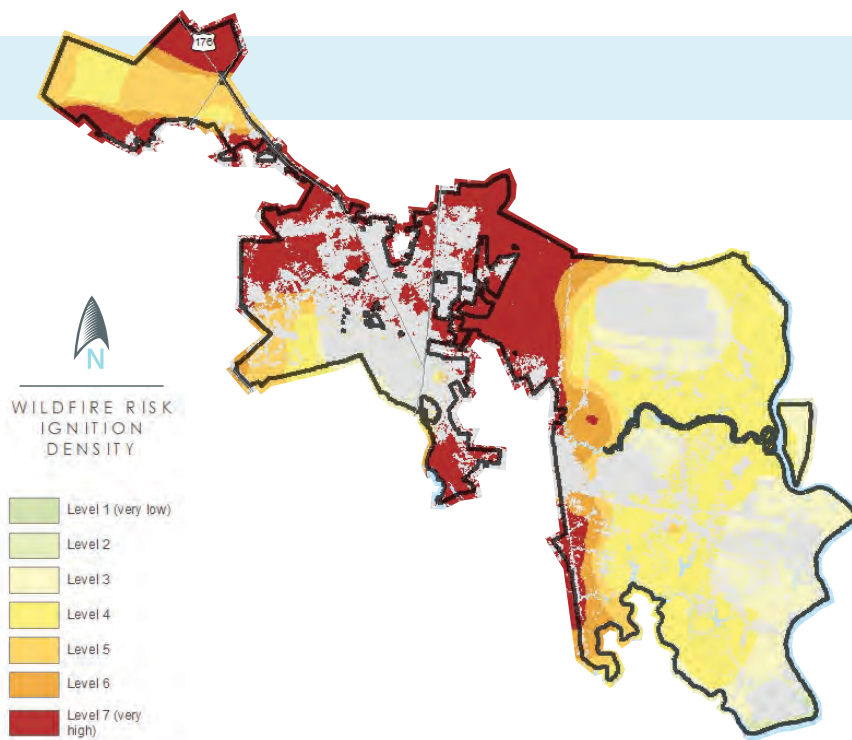 176
N
WILDFIRE RISK
IGNITION
DENSITY
Level 1 (very low)
Level 2
Level 3
Level 4
Level 5
Level 6
Level 7 (very
high)